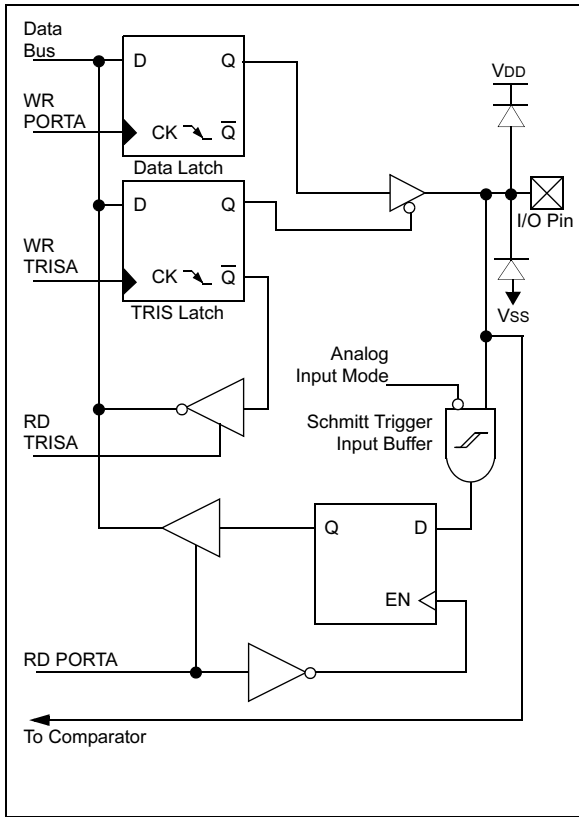 Data
Bus
D
Q
VDD
WR
PORTA
CK
Q
Data Latch
D
Q
I/O Pin
WR
TRISA
CK
Q
TRIS Latch
VSS
Analog
Input Mode
Schmitt Trigger
Input Buffer
RD
TRISA
Q
D
EN
RD PORTA
To Comparator